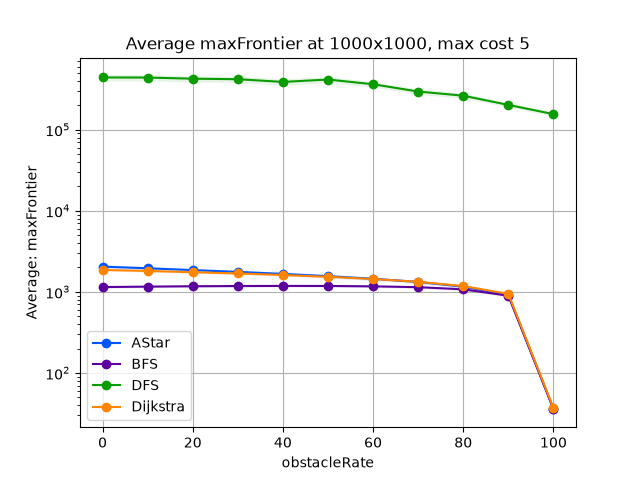 Average maxFrontier at 1000x1000, max cost 5
Average: maxFrontier
10^5
10^4
10^3
10^2
AStar
BFS
DFS
Dijkstra
0 20 40 60 80 100
obstacleRate